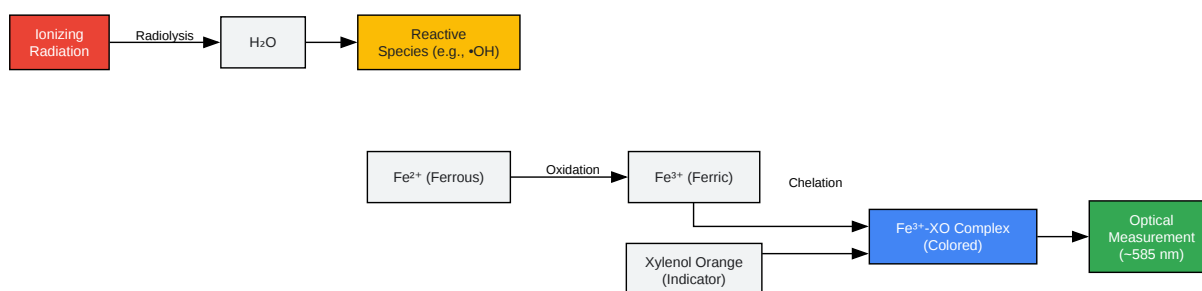 Ionizing
Radiation
Radiolysis
H₂O
Reactive
Species (e.g., •OH)
Fe²⁺ (Ferrous)
Oxidation
Fe³⁺ (Ferric)
Chelation
Xylenol Orange
(Indicator)
Fe³⁺-XO Complex
(Colored)
Optical
Measurement
(~585 nm)